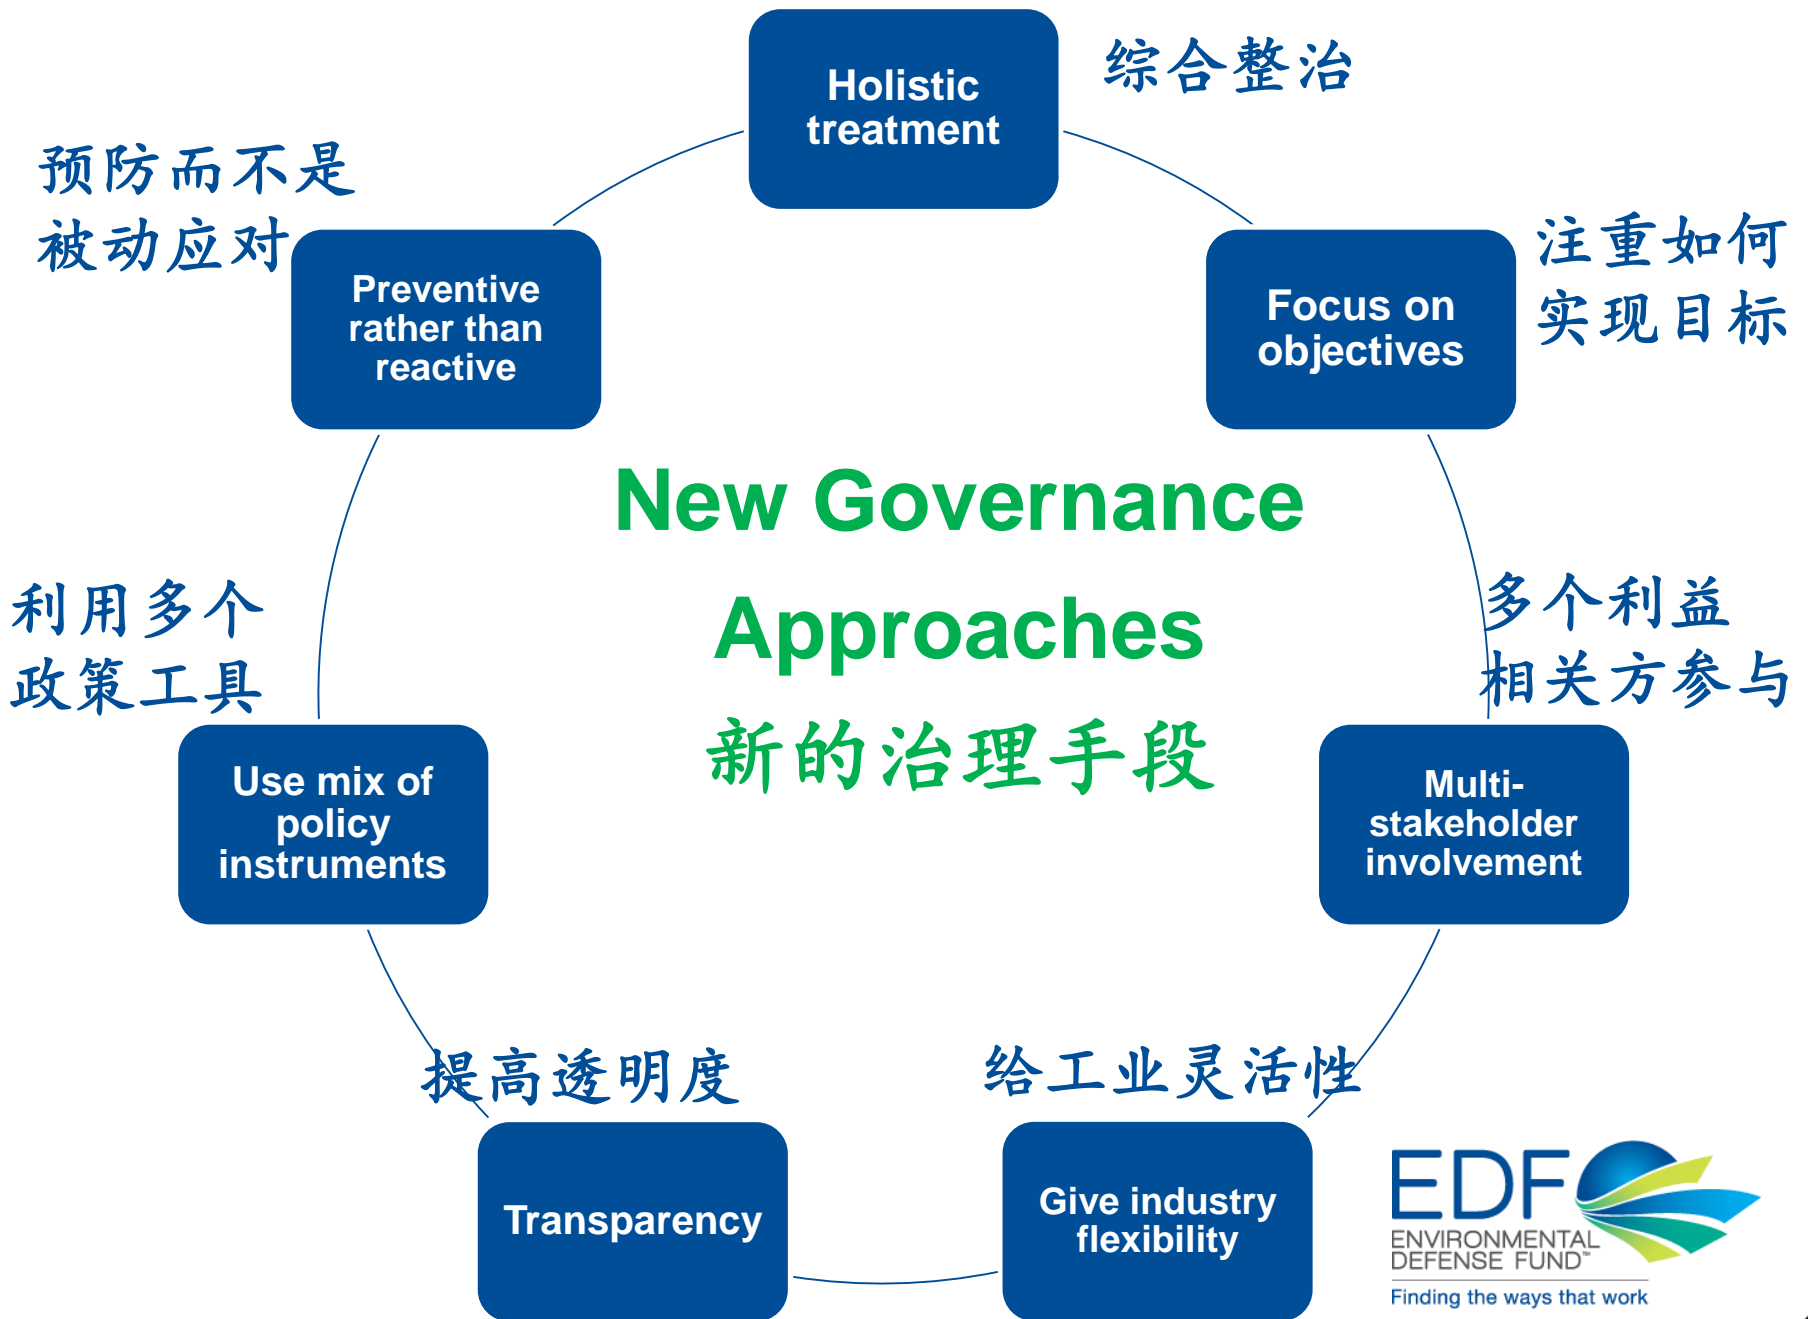 Holistic
treatment
综合整治
预防而不是
被动应对
Preventive
rather than
reactive
Focus on
objectives
注重如何
实现目标
New Governance
Approaches
新的治理手段
利用多个
政策工具
Use mix of
policy
instruments
多个利益
相关方参与
Multi-
stakeholder
involvement
提高透明度
Transparency
给工业灵活性
Give industry
flexibility
EDF
ENVIRONMENTAL
DEFENSE FUND™
Finding the ways that work